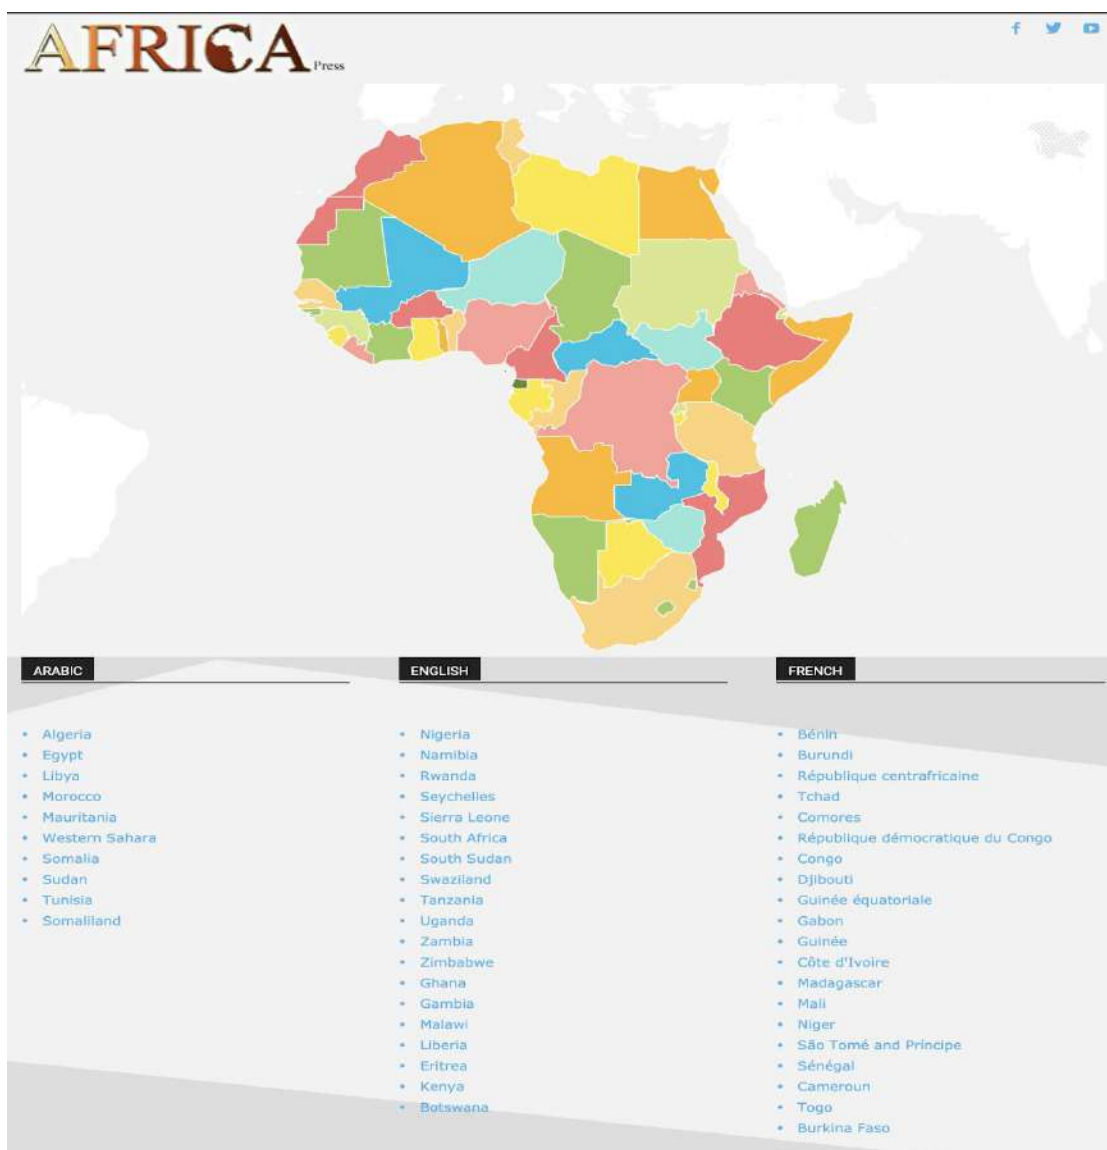 AFRICA Press
ARABIC
Algeria
Egypt
Libya
Morocco
Mauritania
Western Sahara
Somalia
Sudan
Tunisia
Somaliland
ENGLISH
Nigeria
Namibia
Rwanda
Seychelles
Sierra Leone
South Africa
South Sudan
Swaziland
Tanzania
Uganda
Zambia
Zimbabwe
Ghana
Gambia
Malawi
Liberia
Eritrea
Kenya
Botswana
FRENCH
Bénin
Burundi
République centrafricaine
Tchad
Comores
République démocratique du Congo
Congo
Djibouti
Guinée équatoriale
Gabon
Guinée
Côte d'Ivoire
Madagascar
Mali
Niger
São Tomé and Príncipe
Sénégal
Cameroun
Togo
Burkina Faso